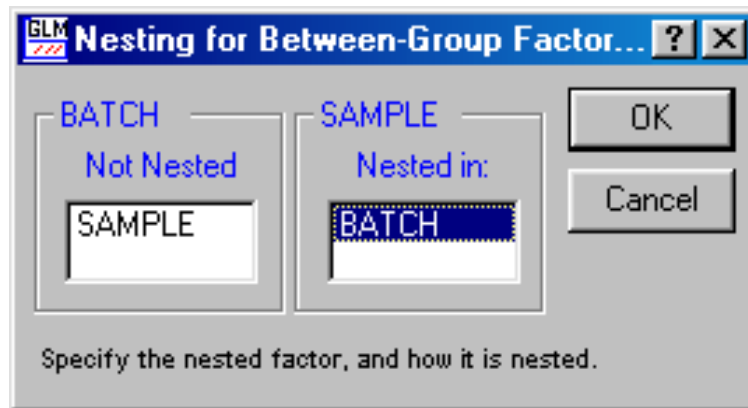 GLM Nesting for Between-Group Factor... ? X
BATCH
Not Nested
SAMPLE
SAMPLE
Nested in:
BATCH
OK
Cancel
Specify the nested factor, and how it is nested.